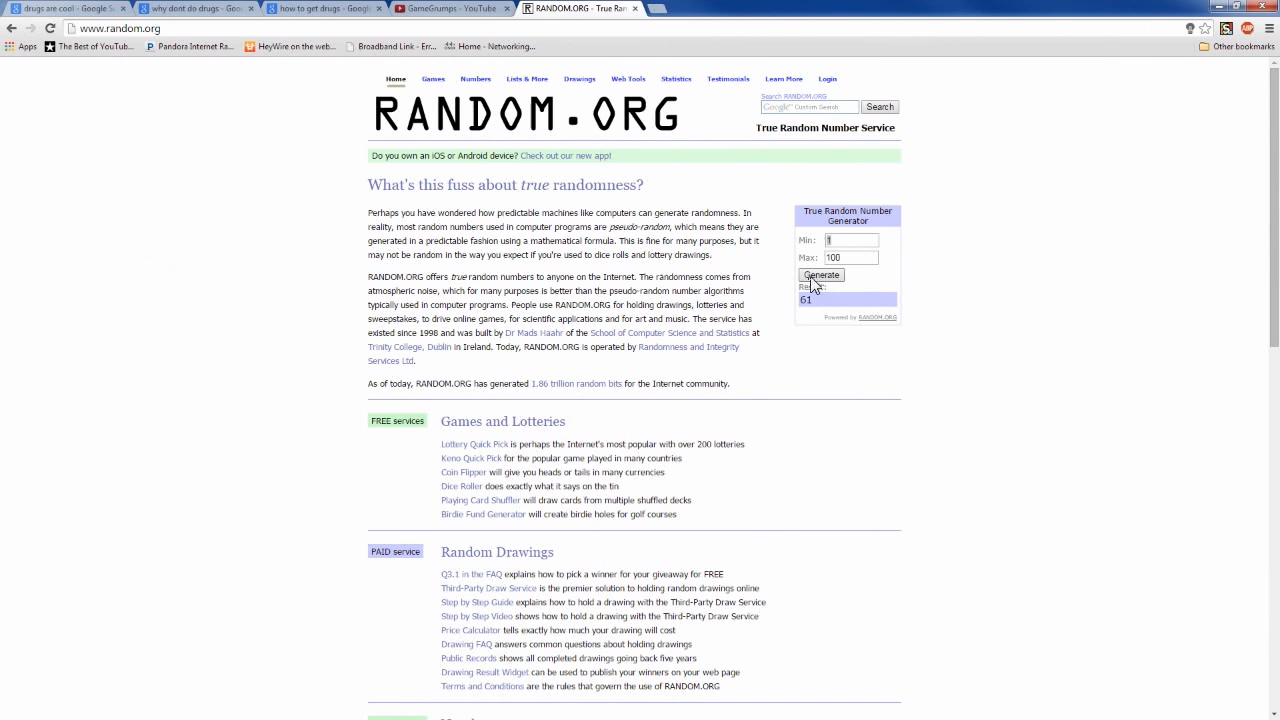 drugs are cool - Google S
why dont do drugs - Goo
how to get drugs - Googl
GameGrumps - YouTube
RANDOM.ORG - True Ran
www.random.org
Apps
The Best of YouTub...
Pandora Internet Ra...
HeyWire on the web...
Broadband Link - Err...
Home - Networking...
Other bookmarks
Home
Games
Numbers
Lists & More
Drawings
Web Tools
Statistics
Testimonials
Learn More
Login
RANDOM.ORG
Search RANDOM.ORG
Google™ Custom Search
Search
True Random Number Service
Do you own an iOS or Android device? Check out our new app!
What's this fuss about true randomness?
Perhaps you have wondered how predictable machines like computers can generate randomness. In
reality, most random numbers used in computer programs are pseudo-random, which means they are
generated in a predictable fashion using a mathematical formula. This is fine for many purposes, but it
may not be random in the way you expect if you're used to dice rolls and lottery drawings.
RANDOM.ORG offers true random numbers to anyone on the Internet. The randomness comes from
atmospheric noise, which for many purposes is better than the pseudo-random number algorithms
typically used in computer programs. People use RANDOM.ORG for holding drawings, lotteries and
sweepstakes, to drive online games, for scientific applications and for art and music. The service has
existed since 1998 and was built by Dr Mads Haahr of the School of Computer Science and Statistics at
Trinity College, Dublin in Ireland. Today, RANDOM.ORG is operated by Randomness and Integrity
Services Ltd.
As of today, RANDOM.ORG has generated 1.86 trillion random bits for the Internet community.
True Random Number
Generator
Min: 1
Max: 100
Generate
61
Powered by RANDOM.ORG
FREE services
Games and Lotteries
Lottery Quick Pick is perhaps the Internet's most popular with over 200 lotteries
Keno Quick Pick for the popular game played in many countries
Coin Flipper will give you heads or tails in many currencies
Dice Roller does exactly what it says on the tin
Playing Card Shuffler will draw cards from multiple shuffled decks
Birdie Fund Generator will create birdie holes for golf courses
PAID service
Random Drawings
Q3.1 in the FAQ explains how to pick a winner for your giveaway for FREE
Third-Party Draw Service is the premier solution to holding random drawings online
Step by Step Guide explains how to hold a drawing with the Third-Party Draw Service
Step by Step Video shows how to hold a drawing with the Third-Party Draw Service
Price Calculator tells exactly how much your drawing will cost
Drawing FAQ answers common questions about holding drawings
Public Records shows all completed drawings going back five years
Drawing Result Widget can be used to publish your winners on your web page
Terms and Conditions are the rules that govern the use of RANDOM.ORG